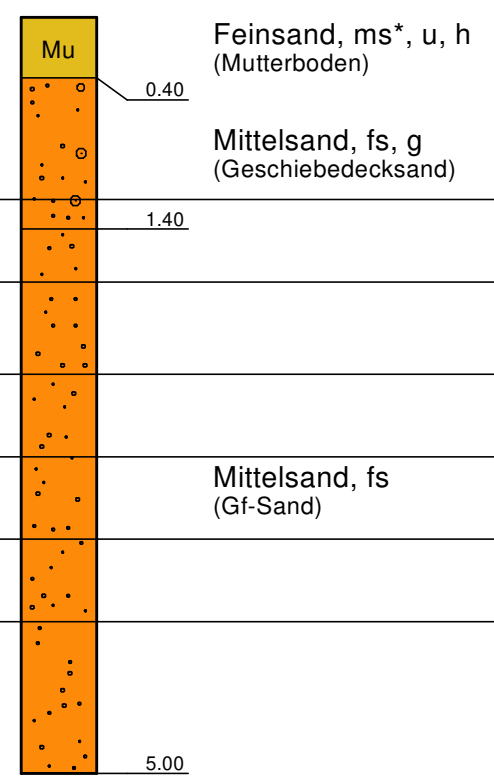 Mu
Feinsand, ms*, u, h
(Mutterboden)
0.40
Mittelsand, fs, g
(Geschiebedecksand)
1.40
Mittelsand, fs
(Gf-Sand)
5.00